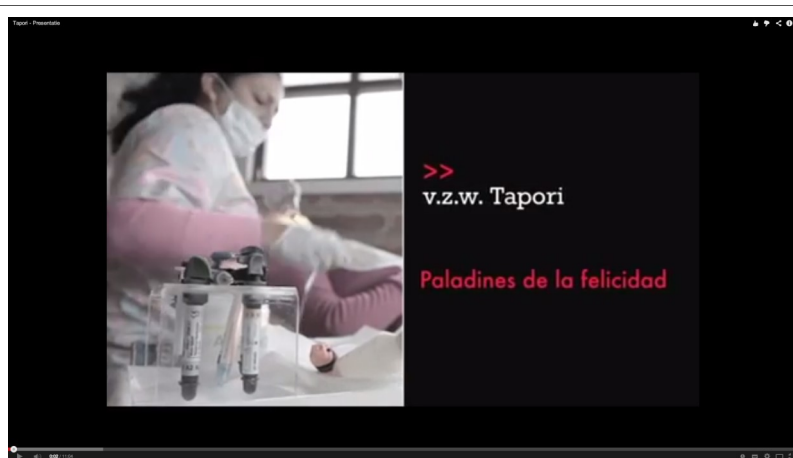 Tapori - Presentatie
>>
v.z.w. Tapori
Paladines de la felicidad